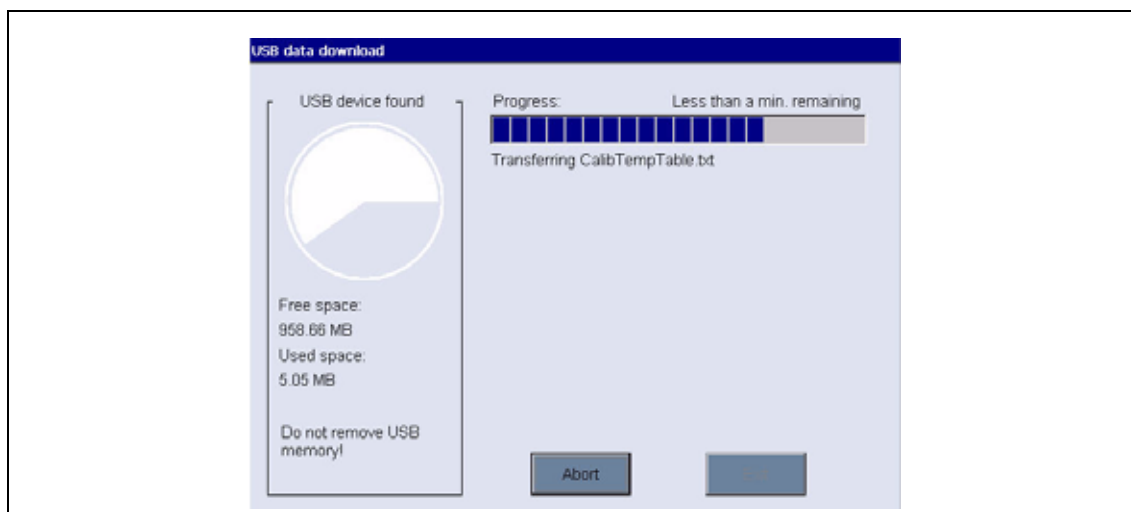 USB data download
USB device found
Progress: Less than a min. remaining
Transferring CalibTempTable.txt
Free space:
958.66 MB
Used space:
5.05 MB
Do not remove USB
memory!
Abort